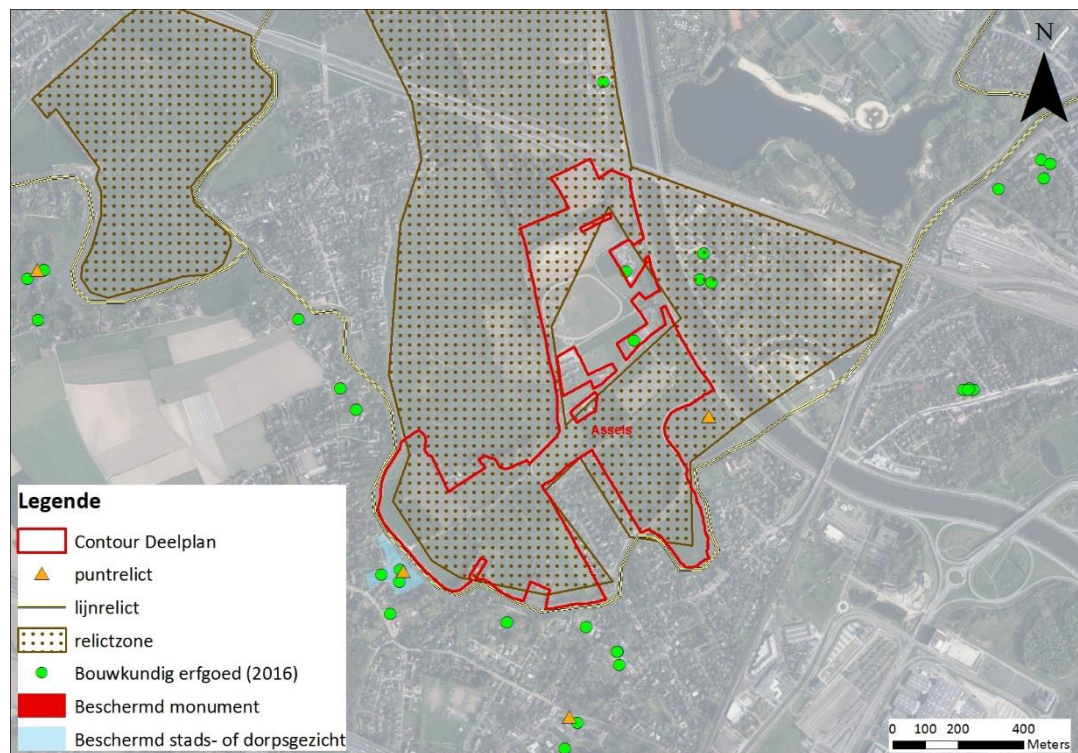 N
Assels
Legende
Contour Deelplan
puntrelict
lijnrelict
relictzone
Bouwkundig erfgoed (2016)
Beschermd monument
Beschermd stads- of dorpsgezicht
0 100 200 400
Meters